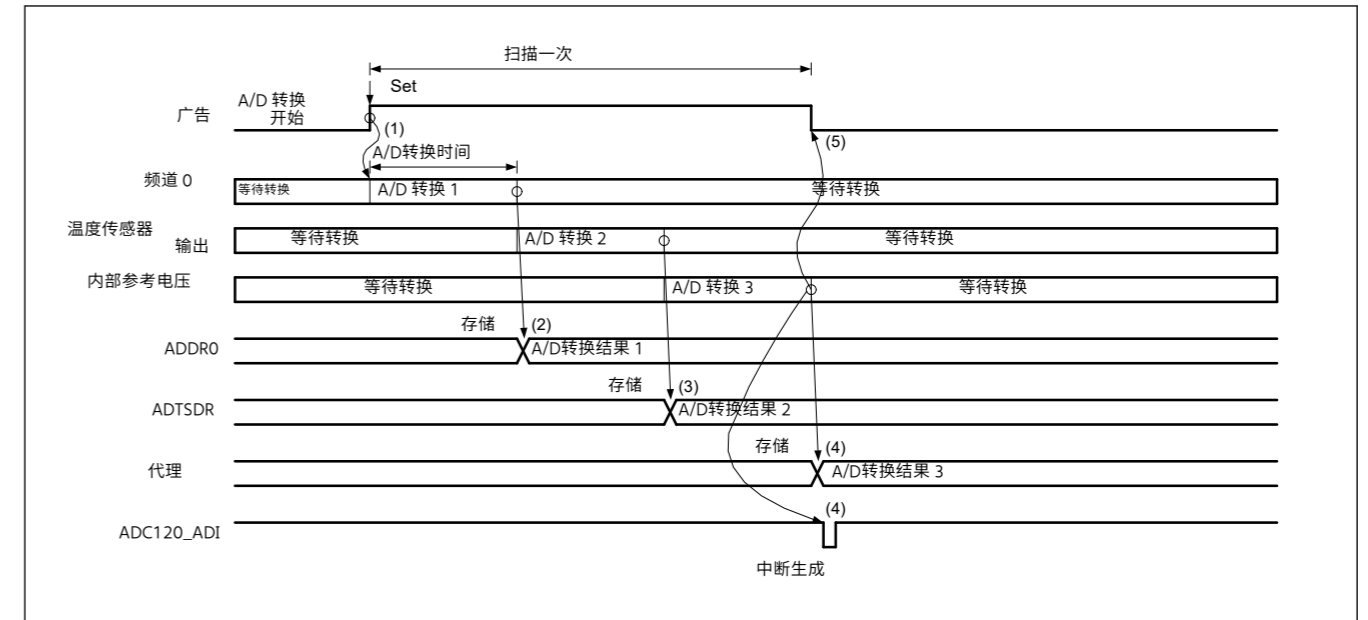 扫描一次
Set
A/D 转换
开始
广告
(1)
(5)
A/D转换时间
频道 0
等待转换
A/D 转换 1
等待转换
温度传感器
输出
等待转换
A/D 转换 2
等待转换
内部参考电压
等待转换
A/D 转换 3
等待转换
存储
(2)
ADDR0
A/D转换结果 1
存储
(3)
ADTSDR
A/D转换结果 2
存储
(4)
代理
A/D转换结果 3
(4)
ADC120_ADI
中断生成